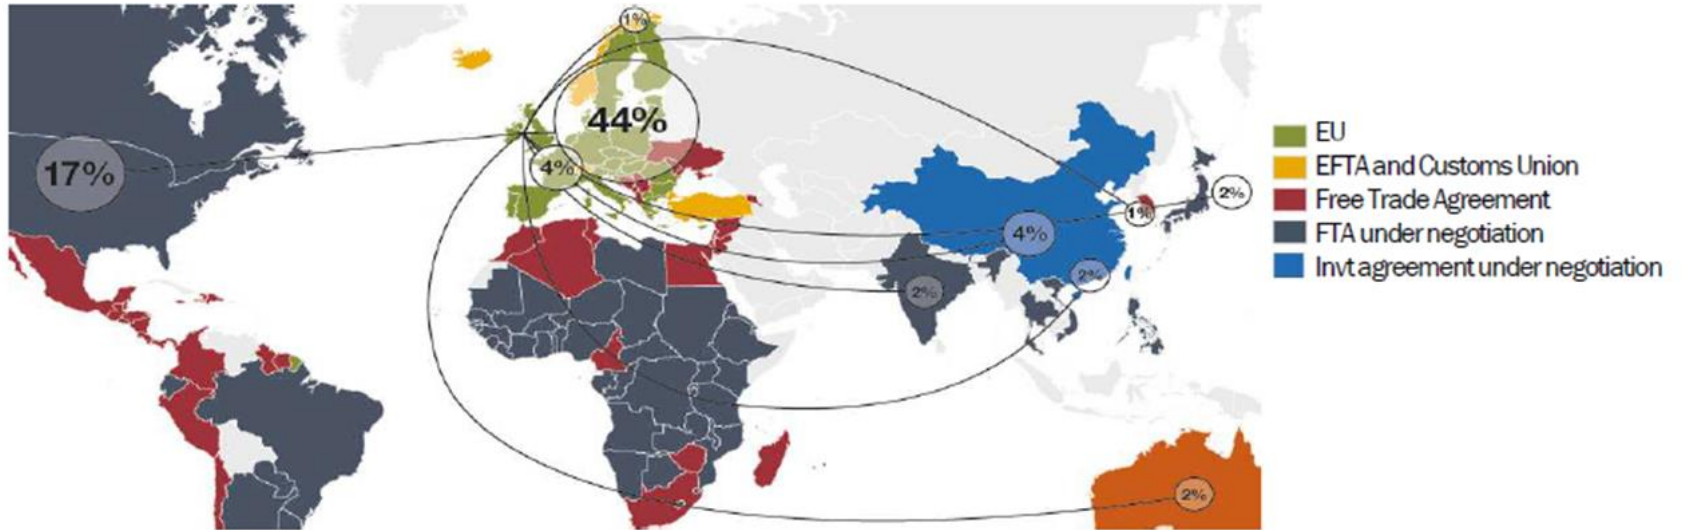 1%
44%
17%
4%
2%
1%
4%
2%
2%
2%
EU
EFTA and Customs Union
Free Trade Agreement
FTA under negotiation
Invt agreement under negotiation